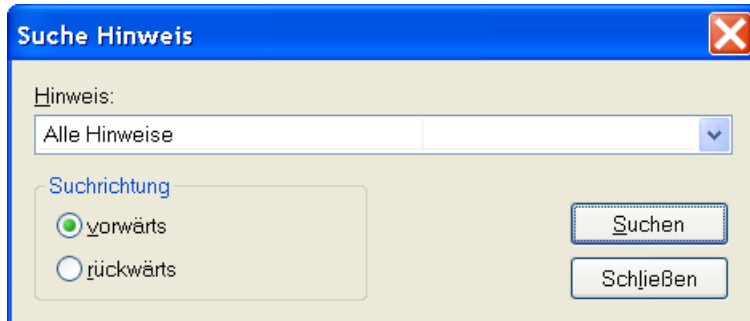 Suche Hinweis
Hinweis:
Alle Hinweise
Suchrichtung
vorwärts
rückwärts
Suchen
Schließen